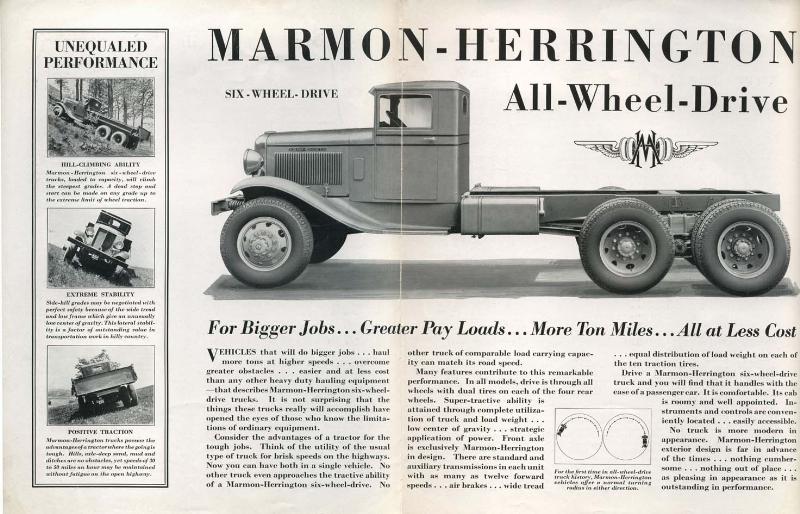 MARMON-HERRINGTON
All-Wheel-Drive
SIX-WHEEL-DRIVE
UNEQUALED
PERFORMANCE
HILL-CLIMBING ABILITY
Marmon-Herrington six-wheel-drive
trucks, loaded to capacity, will climb
the steepest grades. A dead stop and
start can be made on any grade up to
the extreme limit of wheel traction.
EXTREME STABILITY
Side-hill grades may be negotiated with
perfect safety because of the wide tread
and low frame which give an unusually
low center of gravity. This lateral stabil-
ity is a factor of outstanding value in
transportation work in hilly country.
POSITIVE TRACTION
Marmon-Herrington trucks possess the
advantages of a tractor where the going is
tough. Hills, axle-deep sand, mud and
ditches are no obstacles, yet speeds of 30
to 50 miles an hour may be maintained
without fatigue on the open highway.
For Bigger Jobs... Greater Pay Loads... More Ton Miles... All at Less Cost
VEHICLES that will do bigger jobs . . . haul
more tons at higher speeds . . . overcome
greater obstacles . . . easier and at less cost
than any other heavy duty hauling equipment
—that describes Marmon-Herrington six-wheel-
drive trucks. It is not surprising that the
things these trucks really will accomplish have
opened the eyes of those who know the limita-
tions of ordinary equipment.
Consider the advantages of a tractor for the
tough jobs. Think of the utility of the usual
type of truck for brisk speeds on the highways.
Now you can have both in a single vehicle. No
other truck even approaches the tractive ability
of a Marmon-Herrington six-wheel-drive. No
other truck of comparable load carrying capac-
ity can match its road speed.
Many features contribute to this remarkable
performance. In all models, drive is through all
wheels with dual tires on each of the four rear
wheels. Super-tractive ability is
attained through complete utiliza-
tion of truck and load weight . . .
low center of gravity . . . strategic
application of power. Front axle
is exclusively Marmon-Herrington
in design. There are standard and
auxiliary transmissions in each unit
with as many as twelve forward
speeds . . . air brakes . . . wide tread
For the first time in all-wheel-drive
truck history, Marmon-Herrington
vehicles offer a normal turning
radius in either direction.
. . . equal distribution of load weight on each of
the ten traction tires.
Drive a Marmon-Herrington six-wheel-drive
truck and you will find that it handles with the
ease of a passenger car. It is comfortable. Its cab
is roomy and well appointed. In-
struments and controls are conven-
iently located . . . easily accessible.
No truck is more modern in
appearance. Marmon-Herrington
exterior design is far in advance
of the times . . . nothing cumber-
some . . . nothing out of place . . .
as pleasing in appearance as it is
outstanding in performance.